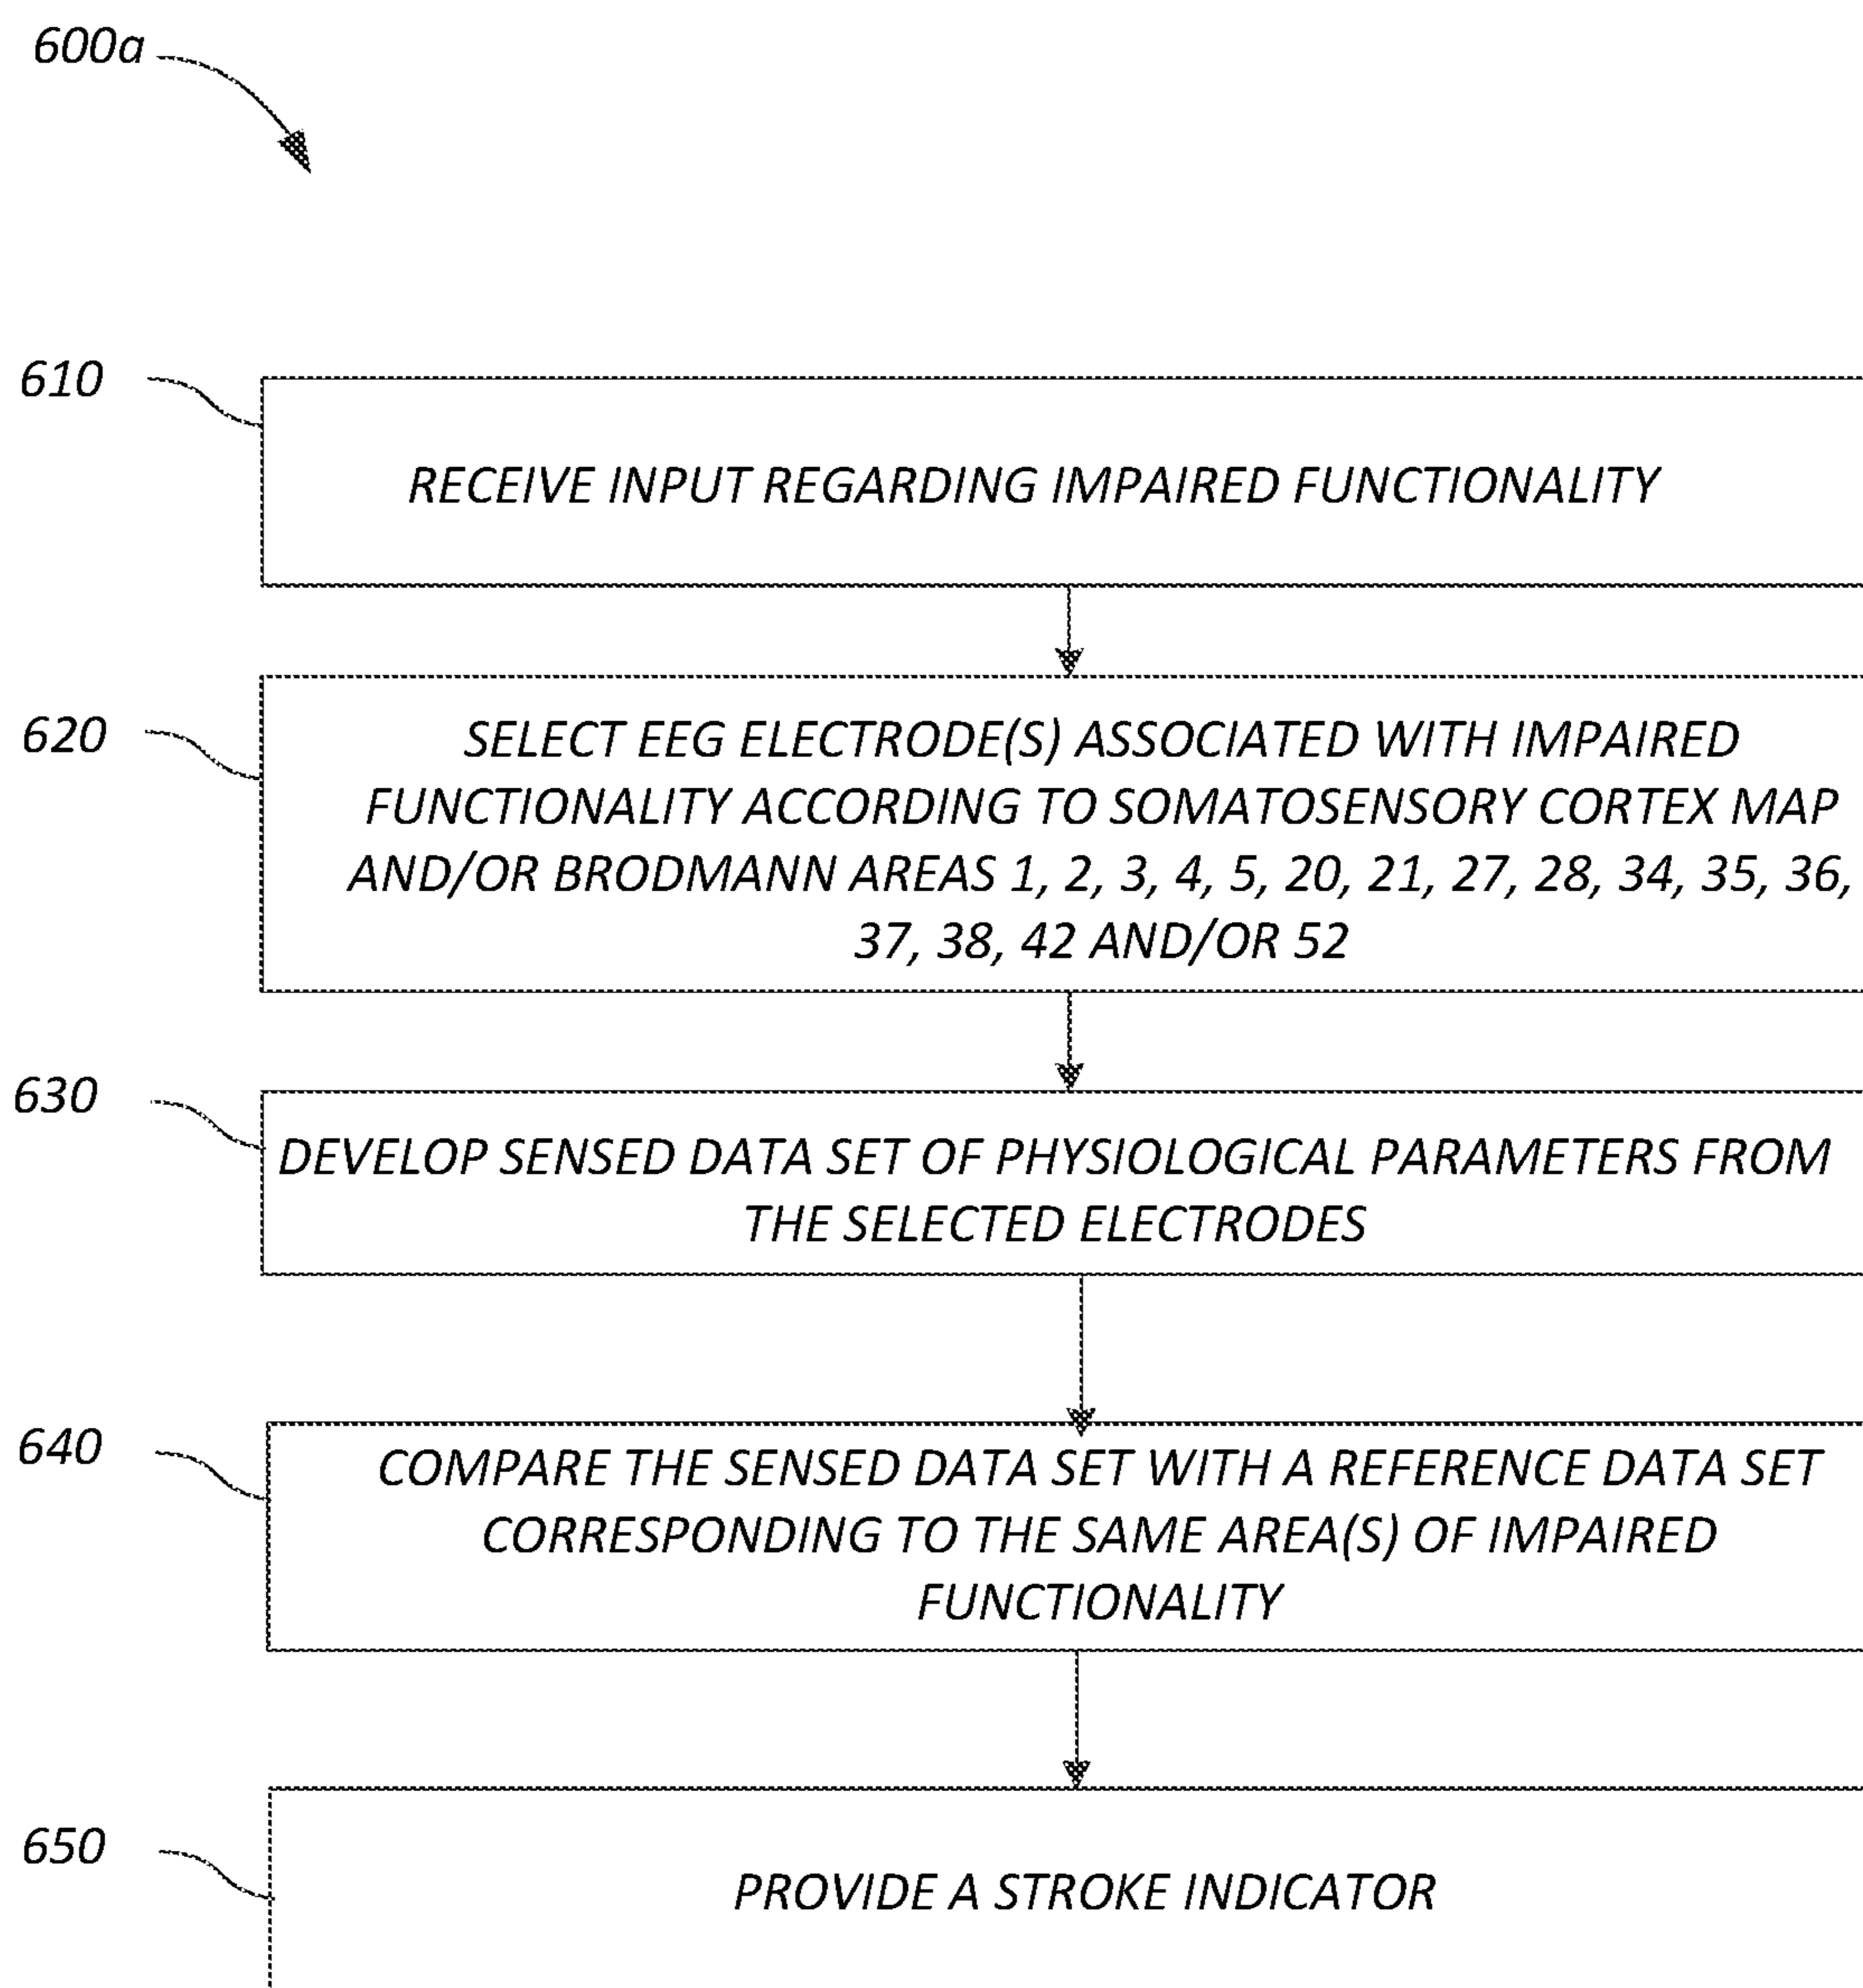 600a
610
RECEIVE INPUT REGARDING IMPAIRED FUNCTIONALITY
620
SELECT EEG ELECTRODE(S) ASSOCIATED WITH IMPAIRED
FUNCTIONALITY ACCORDING TO SOMATOSENSORY CORTEX MAP
AND/OR BRODMANN AREAS 1, 2, 3, 4, 5, 20, 21, 27, 28, 34, 35, 36,
37, 38, 42 AND/OR 52
630
DEVELOP SENSED DATA SET OF PHYSIOLOGICAL PARAMETERS FROM
THE SELECTED ELECTRODES
640
COMPARE THE SENSED DATA SET WITH A REFERENCE DATA SET
CORRESPONDING TO THE SAME AREA(S) OF IMPAIRED
FUNCTIONALITY
650
PROVIDE A STROKE INDICATOR